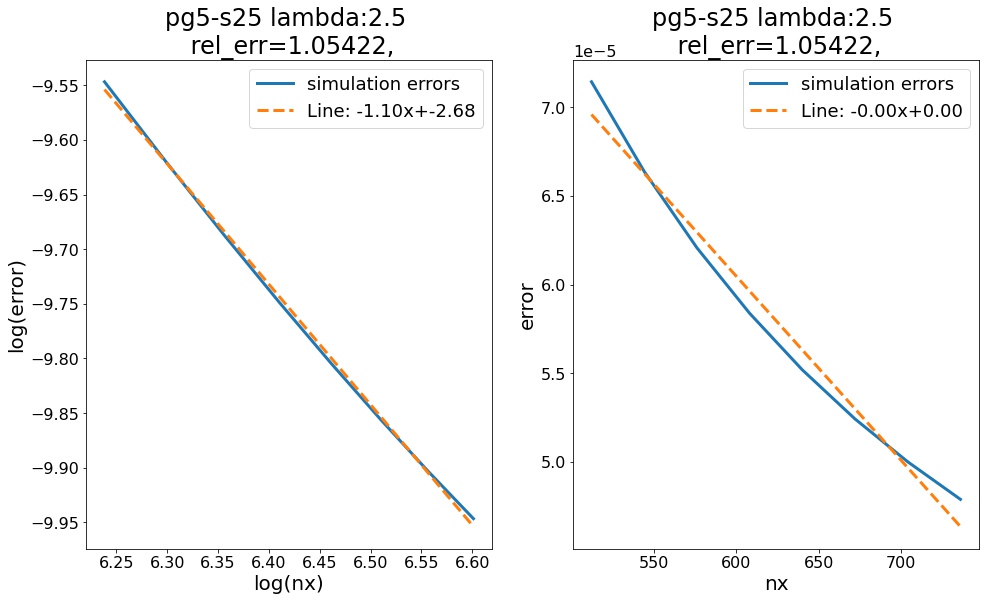 pg5-s25 lambda:2.5
rel_err=1.05422,
simulation errors
Line: -1.10x+-2.68
−9.55
−9.60
−9.65
−9.70
−9.75
−9.80
−9.85
−9.90
−9.95
log(error)
6.25 6.30 6.35 6.40 6.45 6.50 6.55 6.60
log(nx)
pg5-s25 lambda:2.5
rel_err=1.05422,
1e−5
simulation errors
Line: -0.00x+0.00
7.0
6.5
6.0
5.5
5.0
error
550 600 650 700
nx